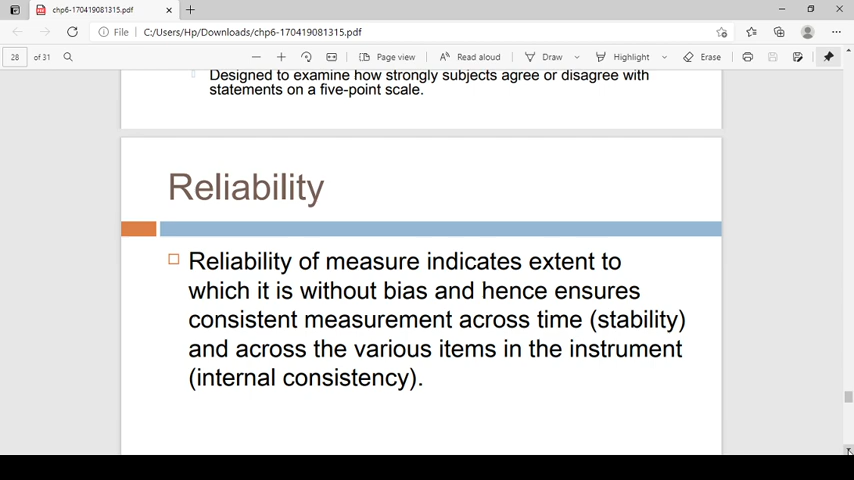 chp6-170419081315.pdf
File
C:/Users/Hp/Downloads/chp6-170419081315.pdf
28
of 31
Page view
Read aloud
Draw
Highlight
Erase
Designed to examine how strongly subjects agree or disagree with
statements on a five-point scale.
Reliability
Reliability of measure indicates extent to
which it is without bias and hence ensures
consistent measurement across time (stability)
and across the various items in the instrument
(internal consistency).